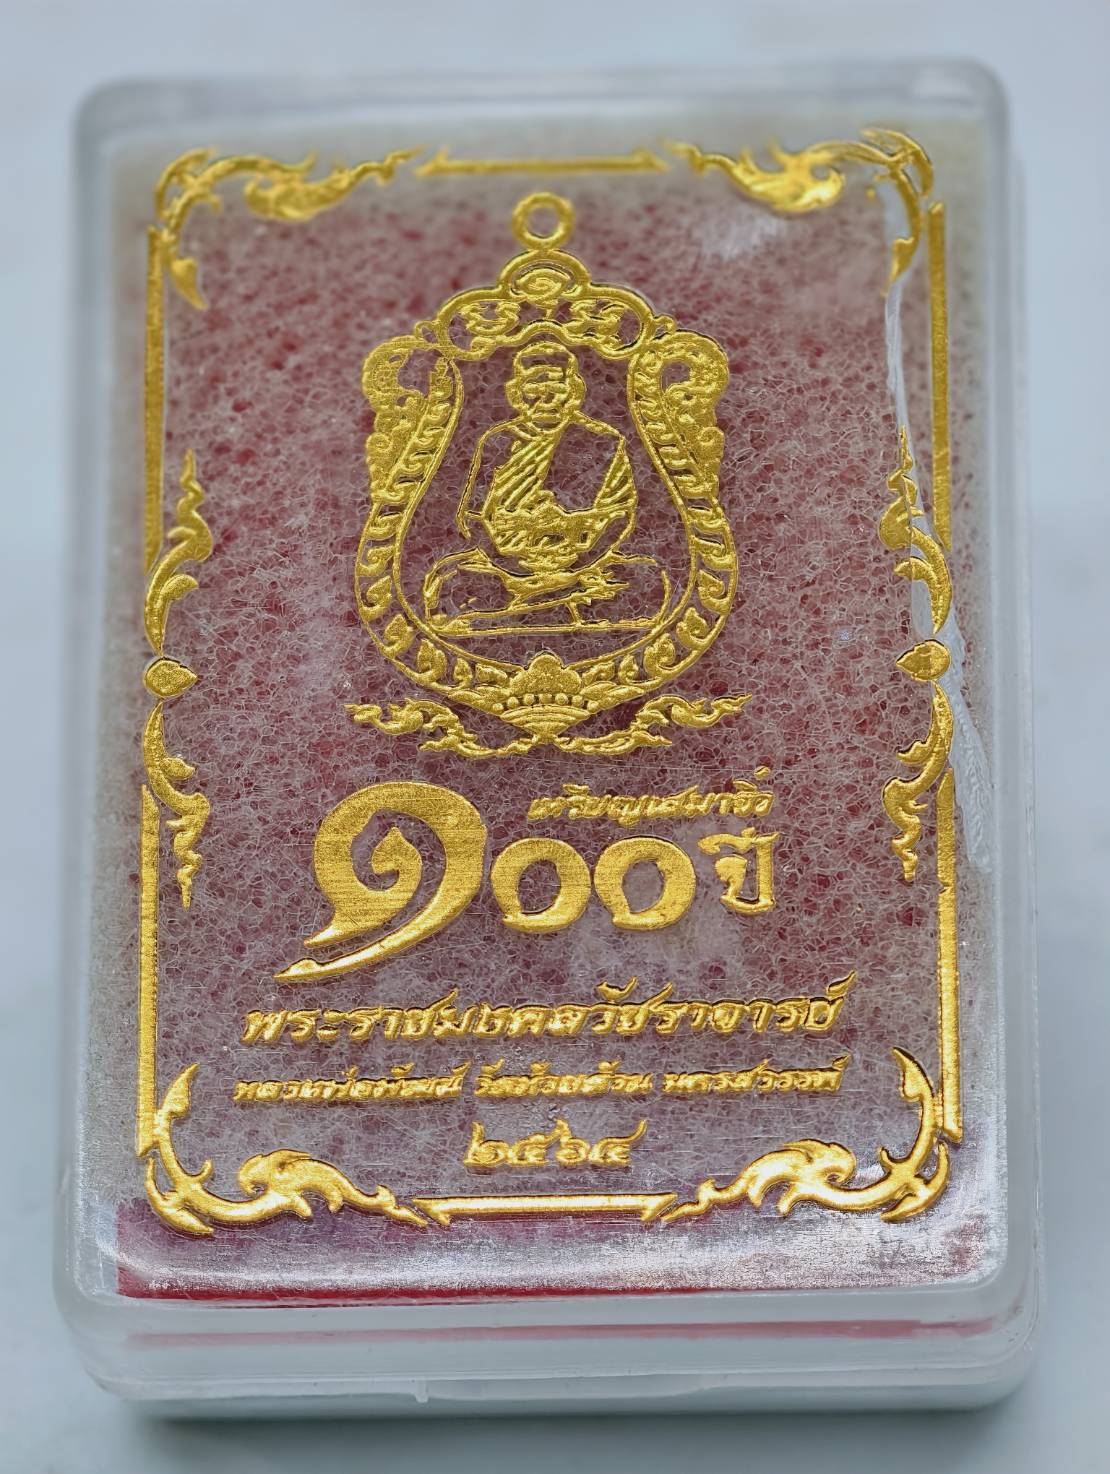 เหรียญเสมาจิ๋ว
๑๐๐ ปี
พระราชมงคลวัชราจารย์
หลวงพ่อพัฒน์ วัดห้วยด้วน นครสวรรค์
๒๕๖๔